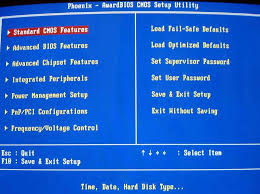 Phoenix - AwardBIOS CMOS Setup Utility
Standard CMOS Features
Advanced BIOS Features
Advanced Chipset Features
Integrated Peripherals
Power Management Setup
PnP/PCI Configurations
Frequency/Voltage Control
Load Fail-Safe Defaults
Load Optimized Defaults
Set Supervisor Password
Set User Password
Save & Exit Setup
Exit Without Saving
Esc : Quit
F10 : Save & Exit Setup
↑ ↓ → ← : Select Item
Time, Date, Hard Disk Type...